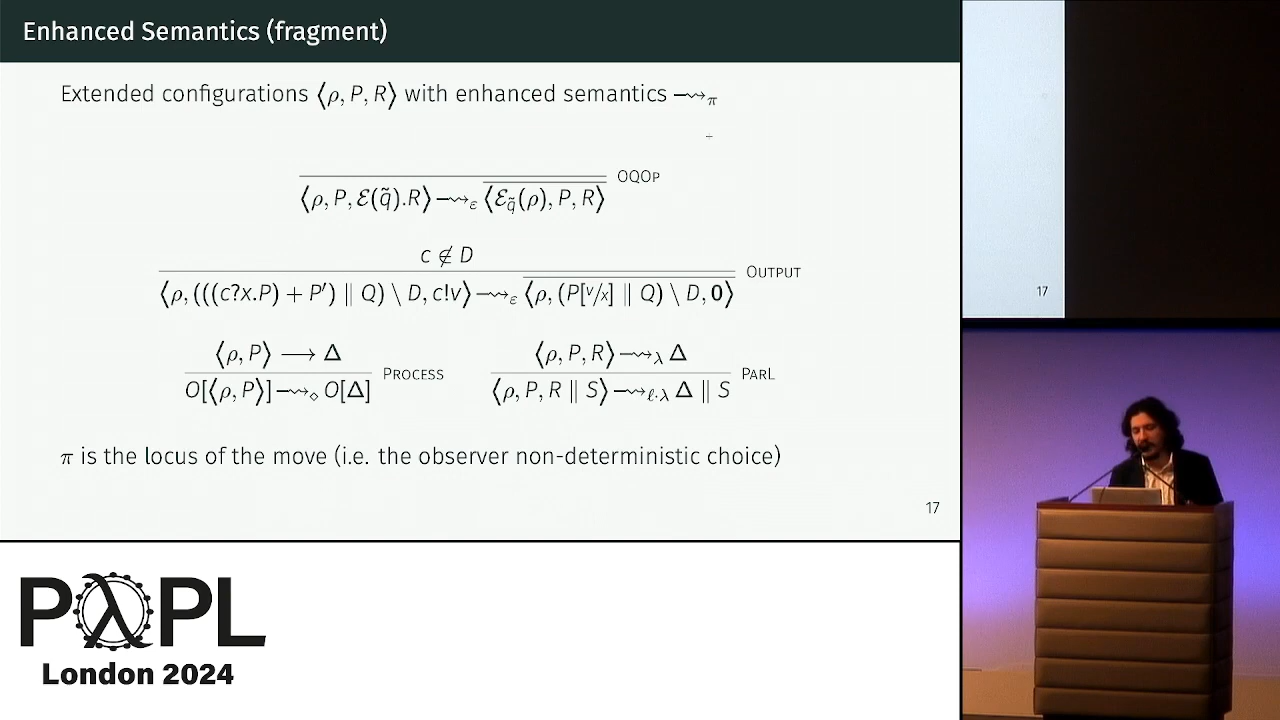 Enhanced Semantics (fragment)
Extended configurations ⟨ρ, P, R⟩ with enhanced semantics ⟿π
⟨ρ, P, ℰ(q̃).R⟩ ⟿ε ⟨ℰq̃(ρ), P, R⟩ OQOp
c ∉ D
⟨ρ, (((c?x.P) + P′) ∥ Q) \ D, c!v⟩ ⟿ε ⟨ρ, (P[v/x] ∥ Q) \ D, 0⟩ Output
⟨ρ, P⟩ ⟶ Δ
O[⟨ρ, P⟩] ⟿⋄ O[Δ] Process
⟨ρ, P, R⟩ ⟿λ Δ
⟨ρ, P, R ∥ S⟩ ⟿ℓ·λ Δ ∥ S ParL
π is the locus of the move (i.e. the observer non-deterministic choice)
17
17
PλPL
London 2024